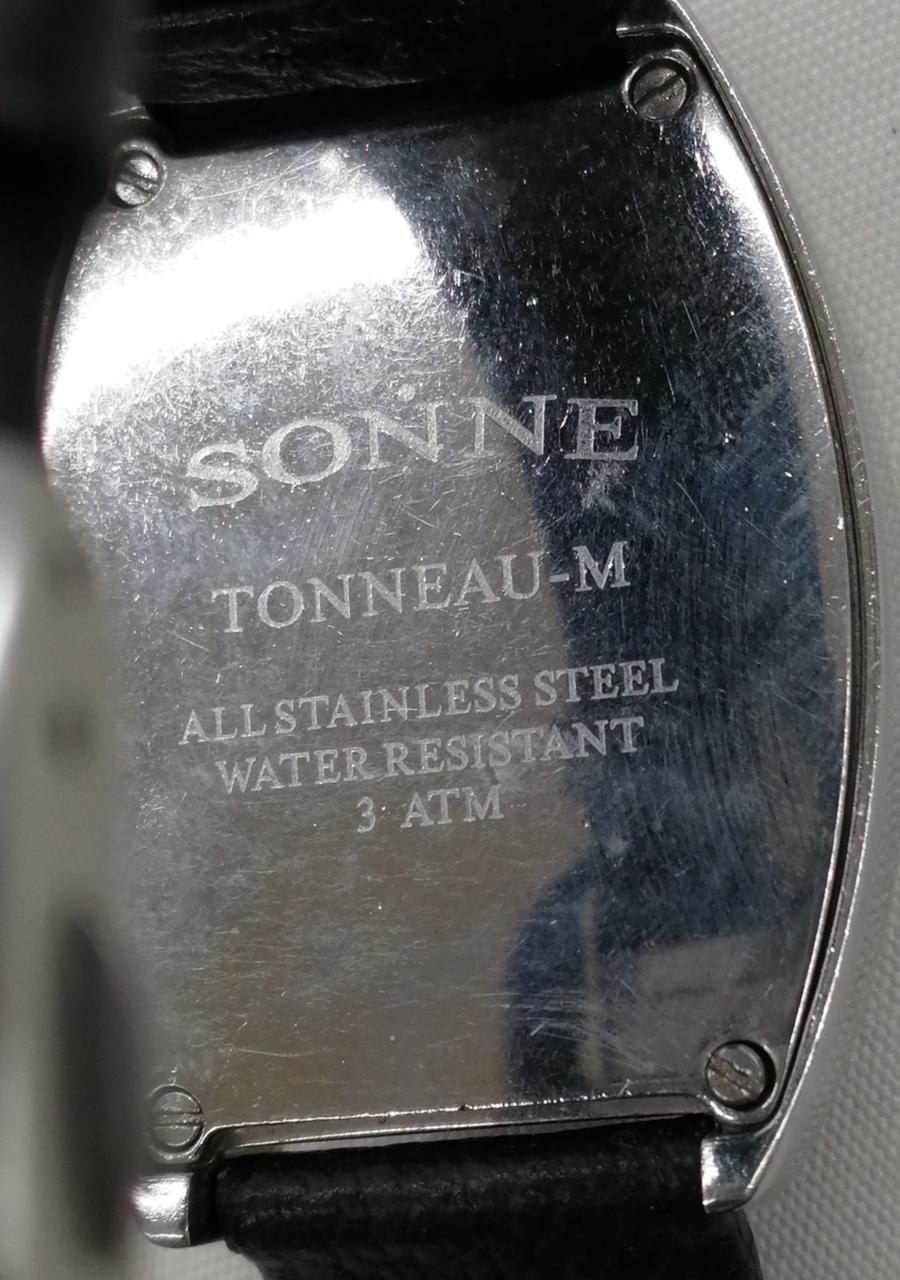 SONNE
TONNEAU-M
ALL STAINLESS STEEL
WATER RESISTANT
3 ATM